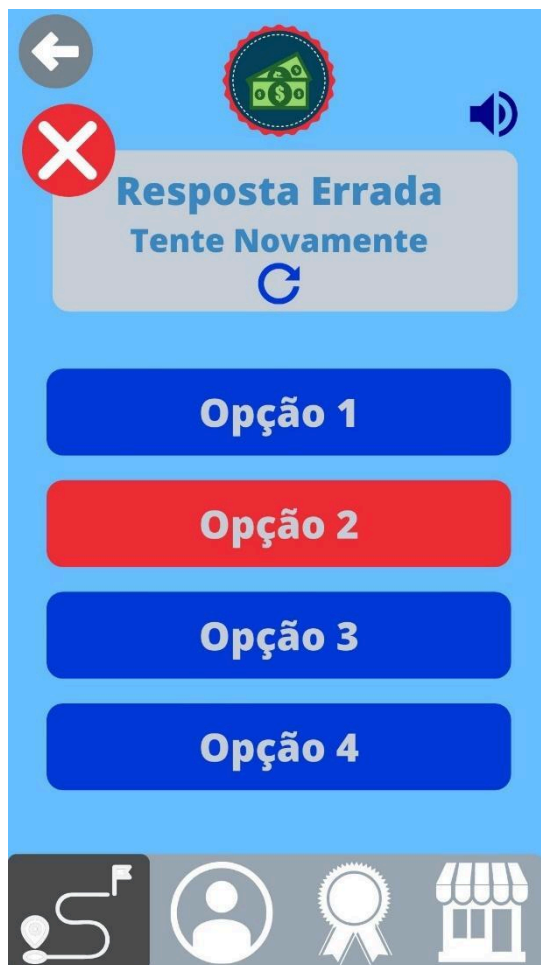 Resposta Errada
Tente Novamente
Opção 1
Opção 2
Opção 3
Opção 4